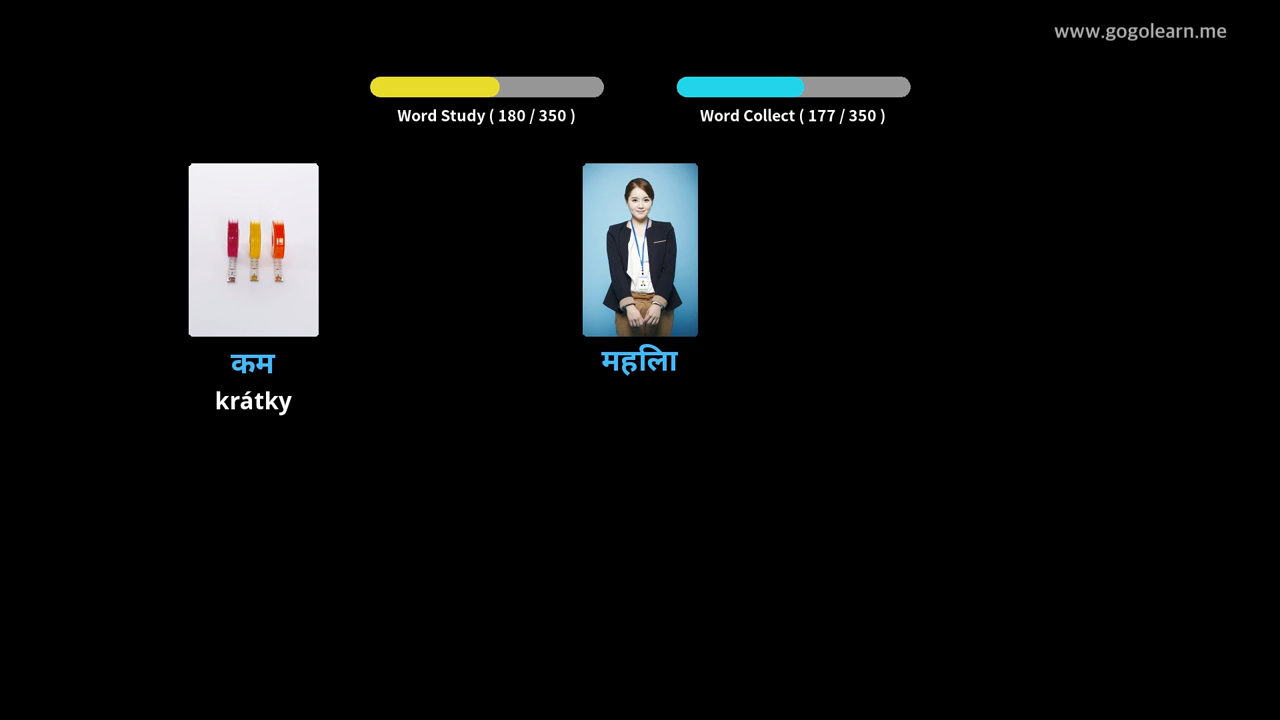 www.gogolearn.me
Word Study ( 180 / 350 )
Word Collect ( 177 / 350 )
कम
krátky
महिला